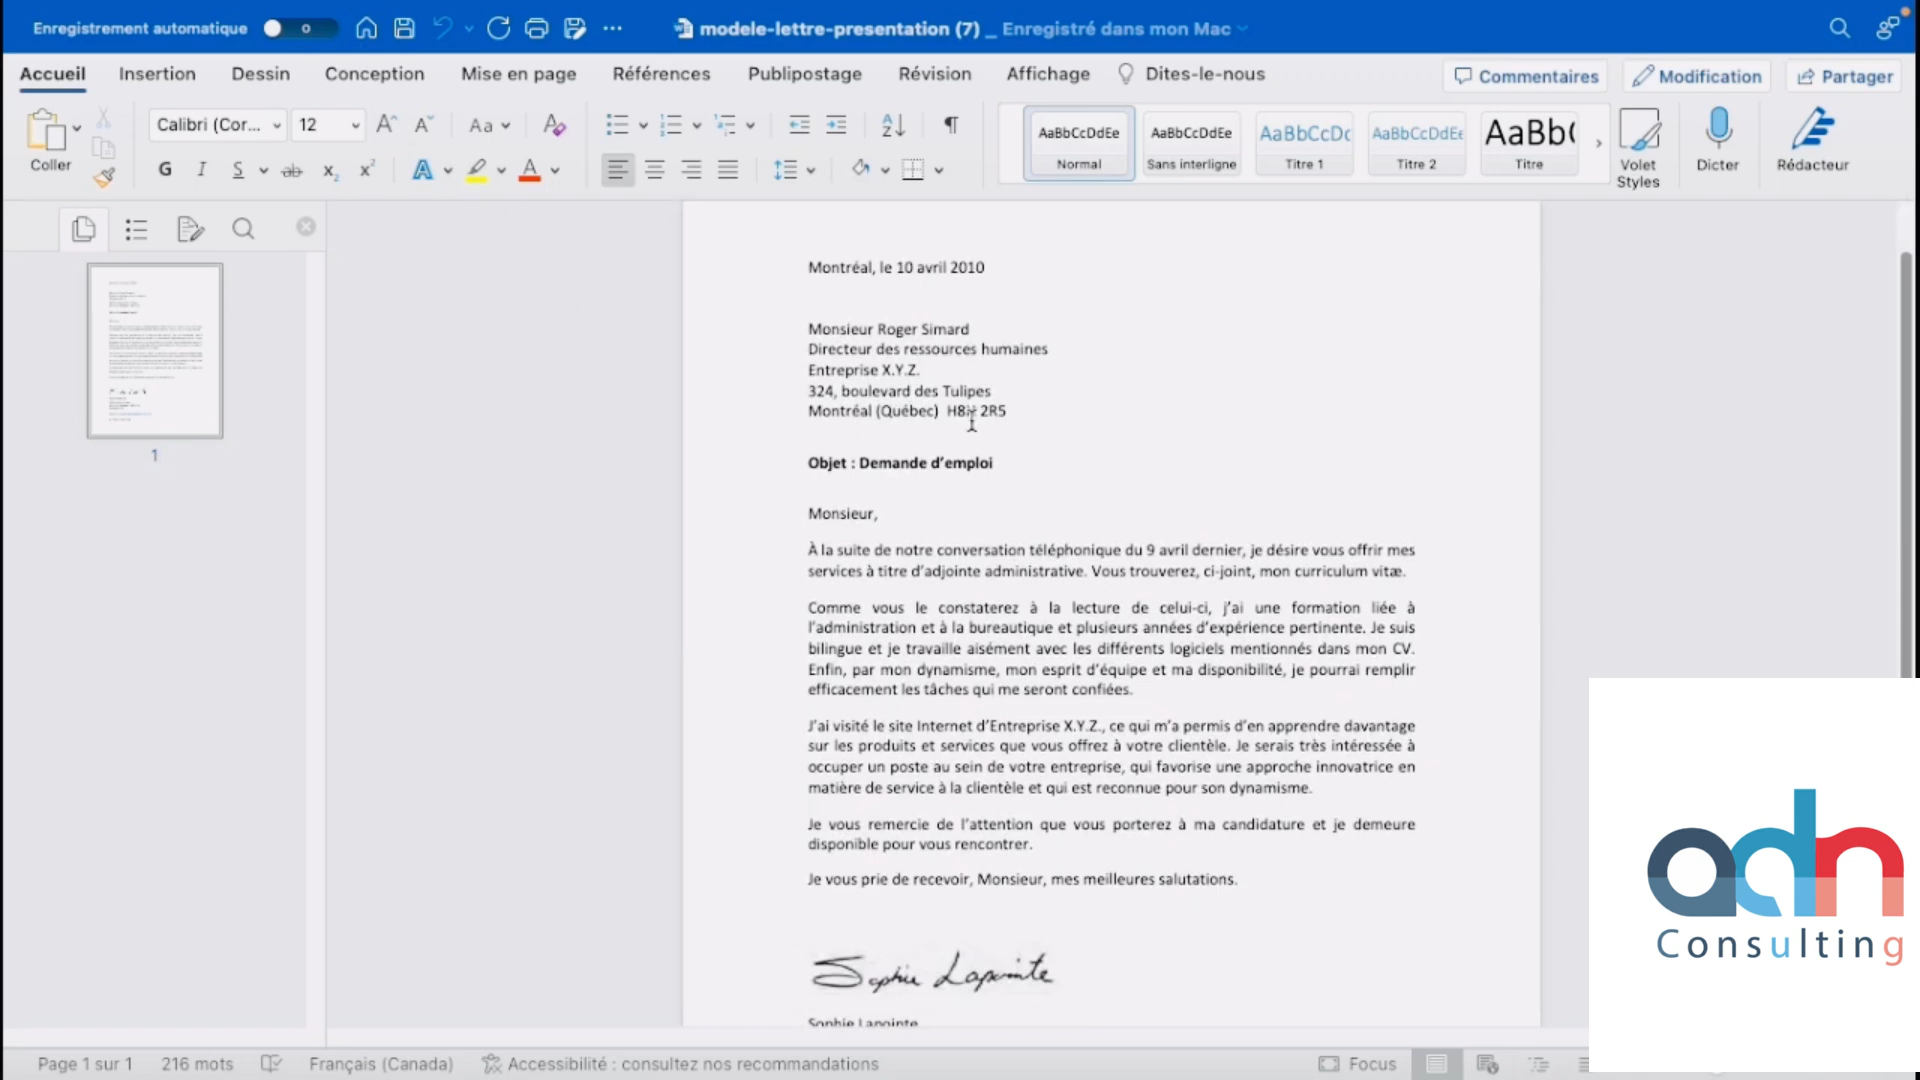 Enregistrement automatique
modele-lettre-presentation (7) _ Enregistré dans mon Mac
Accueil Insertion Dessin Conception Mise en page Références Publipostage Révision Affichage Dites-le-nous Commentaires Modification Partager
Coller
Calibri (Cor... 12
AaBbCcDdEe Normal
AaBbCcDdEe Sans interligne
AaBbCcDc Titre 1
AaBbCcDdEe Titre 2
AaBb( Titre
Volet Styles
Dicter
Rédacteur
1
Montréal, le 10 avril 2010
Monsieur Roger Simard
Directeur des ressources humaines
Entreprise X.Y.Z.
324, boulevard des Tulipes
Montréal (Québec) 2R5
Objet : Demande d’emploi
Monsieur,
À la suite de notre conversation téléphonique du 9 avril dernier, je désire vous offrir mes
services à titre d’adjointe administrative. Vous trouverez, ci-joint, mon curriculum vitæ.
Comme vous le constaterez à la lecture de celui-ci, j’ai une formation liée à
l’administration et à la bureautique et plusieurs années d’expérience pertinente. Je suis
bilingue et je travaille aisément avec les différents logiciels mentionnés dans mon CV.
Enfin, par mon dynamisme, mon esprit d’équipe et ma disponibilité, je pourrai remplir
efficacement les tâches qui me seront confiées.
J’ai visité le site Internet d’Entreprise X.Y.Z., ce qui m’a permis d’en apprendre davantage
sur les produits et services que vous offrez à votre clientèle. Je serais très intéressée à
occuper un poste au sein de votre entreprise, qui favorise une approche innovatrice en
matière de service à la clientèle et qui est reconnue pour son dynamisme.
Je vous remercie de l’attention que vous porterez à ma candidature et je demeure
disponible pour vous rencontrer.
Je vous prie de recevoir, Monsieur, mes meilleures salutations.
Sophie Lapointe
Sophie Lapointe
adn
Consulting
Page 1 sur 1 216 mots Français (Canada) Accessibilité : consultez nos recommandations Focus